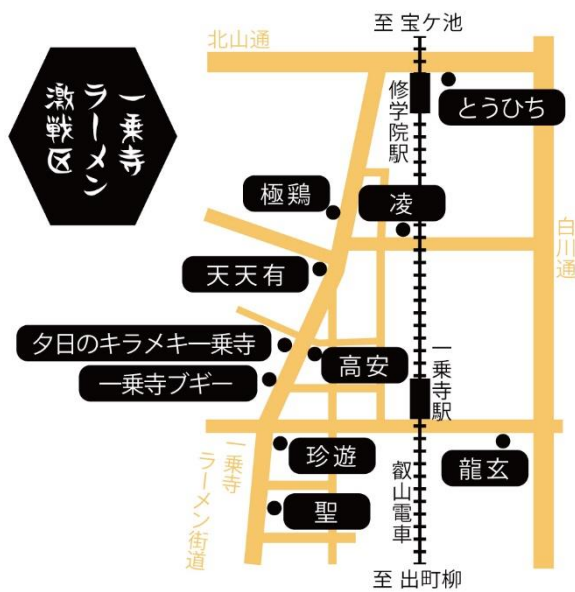 至 宝ケ池
北山通
一乗寺
ラーメン
激戦区
修学院駅
とうひち
極鶏
凌
白川通
天天有
夕日のキラメキ一乗寺
高安
一乗寺ブギー
一乗寺駅
珍遊
龍玄
一乗寺
ラーメン街道
聖
叡山電車
至 出町柳